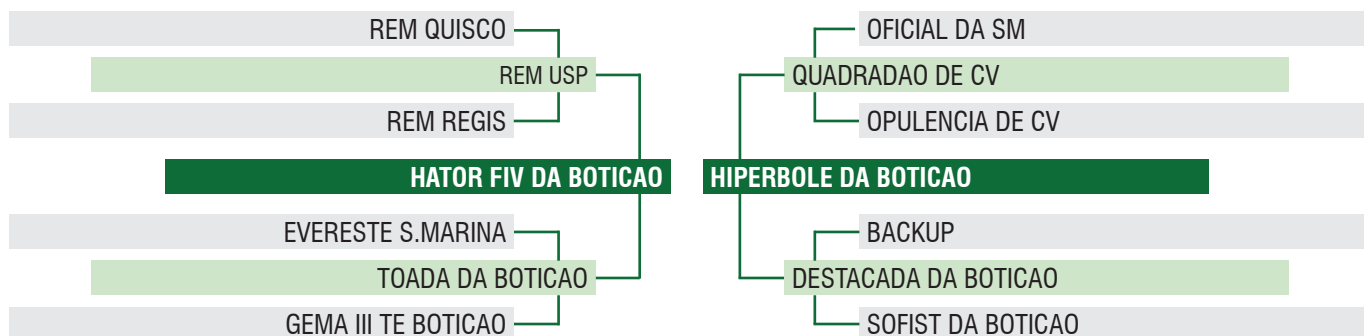 REM QUISCO
OFICIAL DA SM
REM USP
QUADRADAO DE CV
REM REGIS
OPULENCIA DE CV
HATOR FIV DA BOTICAO
HIPERBOLE DA BOTICAO
EVERESTE S.MARINA
BACKUP
TOADA DA BOTICAO
DESTACADA DA BOTICAO
GEMA III TE BOTICAO
SOFIST DA BOTICAO